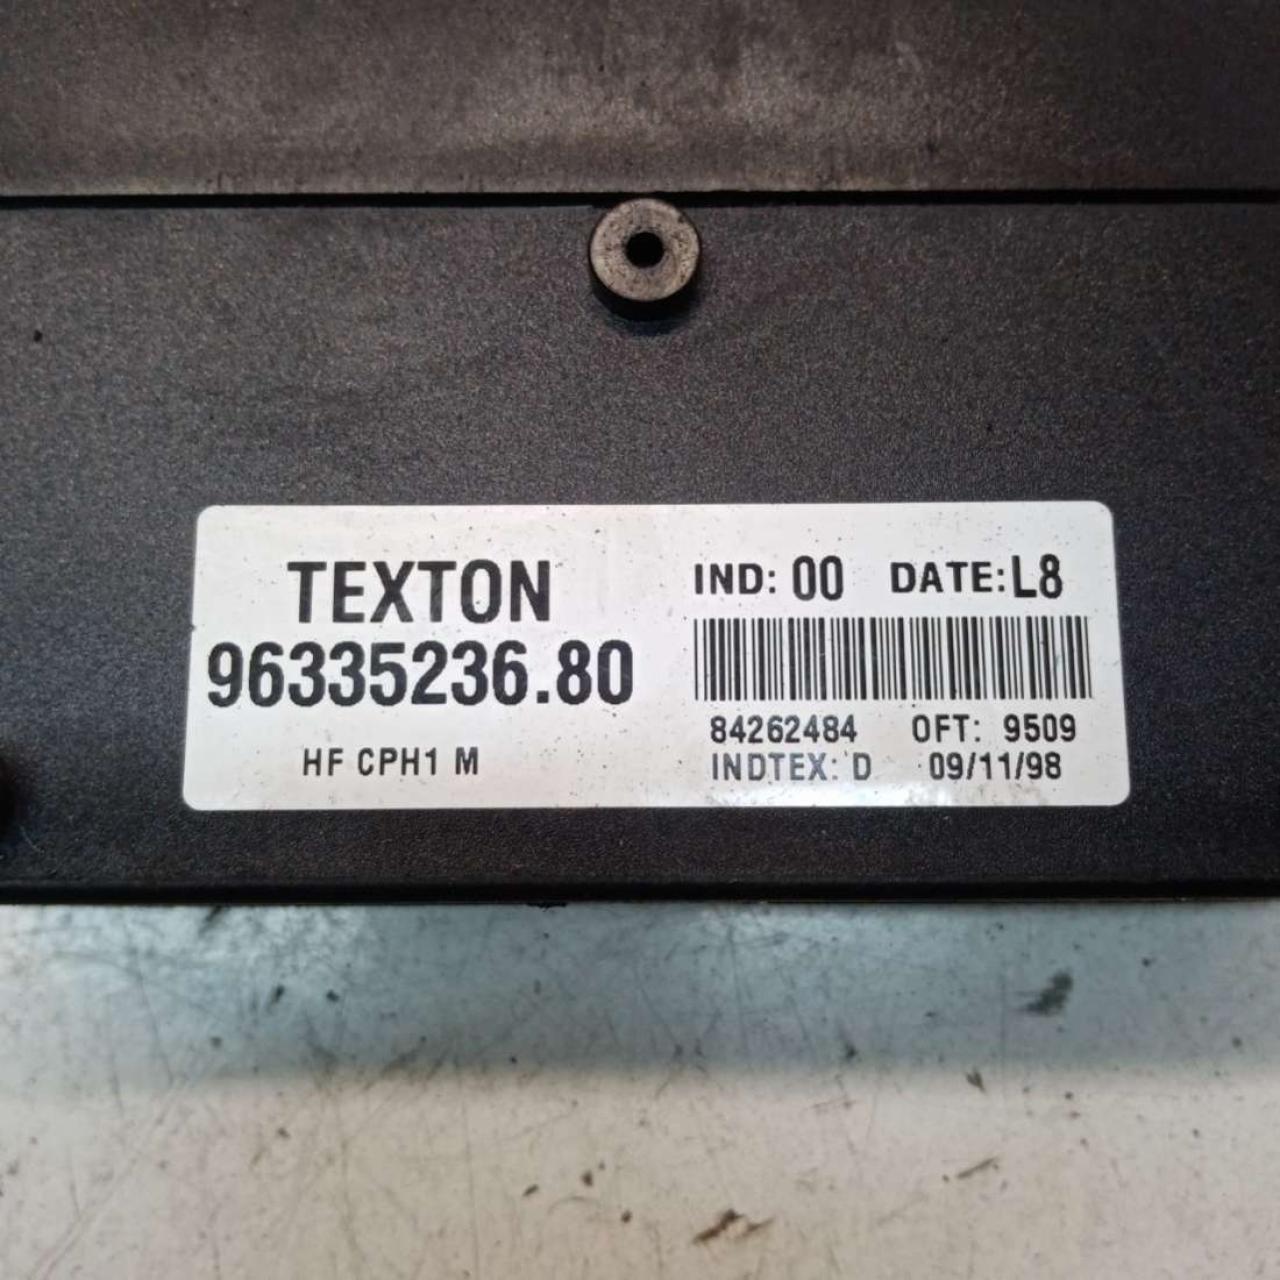 TEXTON
96335236.80
HF CPH1 M
IND: 00 DATE: L8
84262484 OFT: 9509
INDTEX: D 09/11/98